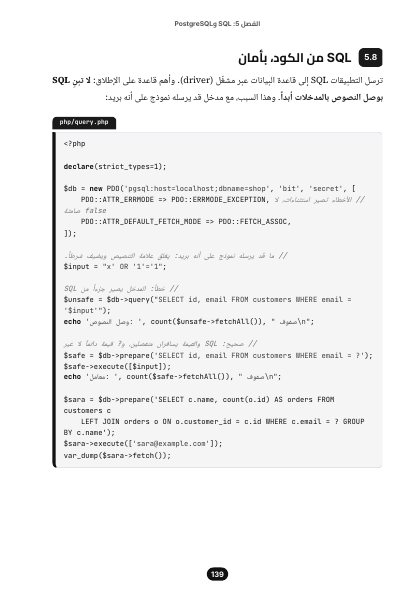 الفصل 5: SQL وPostgreSQL
5.8 SQL من الكود، بأمان
ترسل التطبيقات SQL إلى قاعدة البيانات عبر مشغّل (driver). وأهم قاعدة على الإطلاق: لا تبنِ SQL
بوصل النصوص بالمدخلات أبداً. وهذا السبب، مع مدخل قد يرسله نموذج على أنه بريد:
php/query.php
<?php
declare(strict_types=1);
$db = new PDO('pgsql:host=localhost;dbname=shop', 'bit', 'secret', [
    PDO::ATTR_ERRMODE => PDO::ERRMODE_EXCEPTION, // الأخطاء تصير استثناءات، لا
false صامتة
    PDO::ATTR_DEFAULT_FETCH_MODE => PDO::FETCH_ASSOC,
]);
// ما قد يرسله نموذج على أنه بريد: يغلق علامة التنصيص ويضيف شرطاً.
$input = "x' OR '1'='1";
// خطأ: المدخل يصير جزءاً من SQL
$unsafe = $db->query("SELECT id, email FROM customers WHERE email =
'$input'");
echo 'وصل النصوص: ', count($unsafe->fetchAll()), " صفوف\n";
// صحيح: SQL والقيمة يسافران منفصلين، و? قيمة دائماً لا غير
$safe = $db->prepare('SELECT id, email FROM customers WHERE email = ?');
$safe->execute([$input]);
echo 'معامل: ', count($safe->fetchAll()), " صفوف\n";
$sara = $db->prepare('SELECT c.name, count(o.id) AS orders FROM
customers c
    LEFT JOIN orders o ON o.customer_id = c.id WHERE c.email = ? GROUP
BY c.name');
$sara->execute(['sara@example.com']);
var_dump($sara->fetch());
139